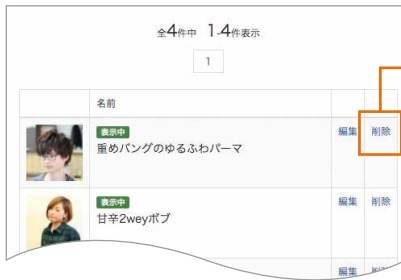 全4件中 1-4件表示
1
名前
表示中 編集 削除
重めバングのゆるふわパーマ
表示中 編集 削除
甘辛2weyボブ
編集